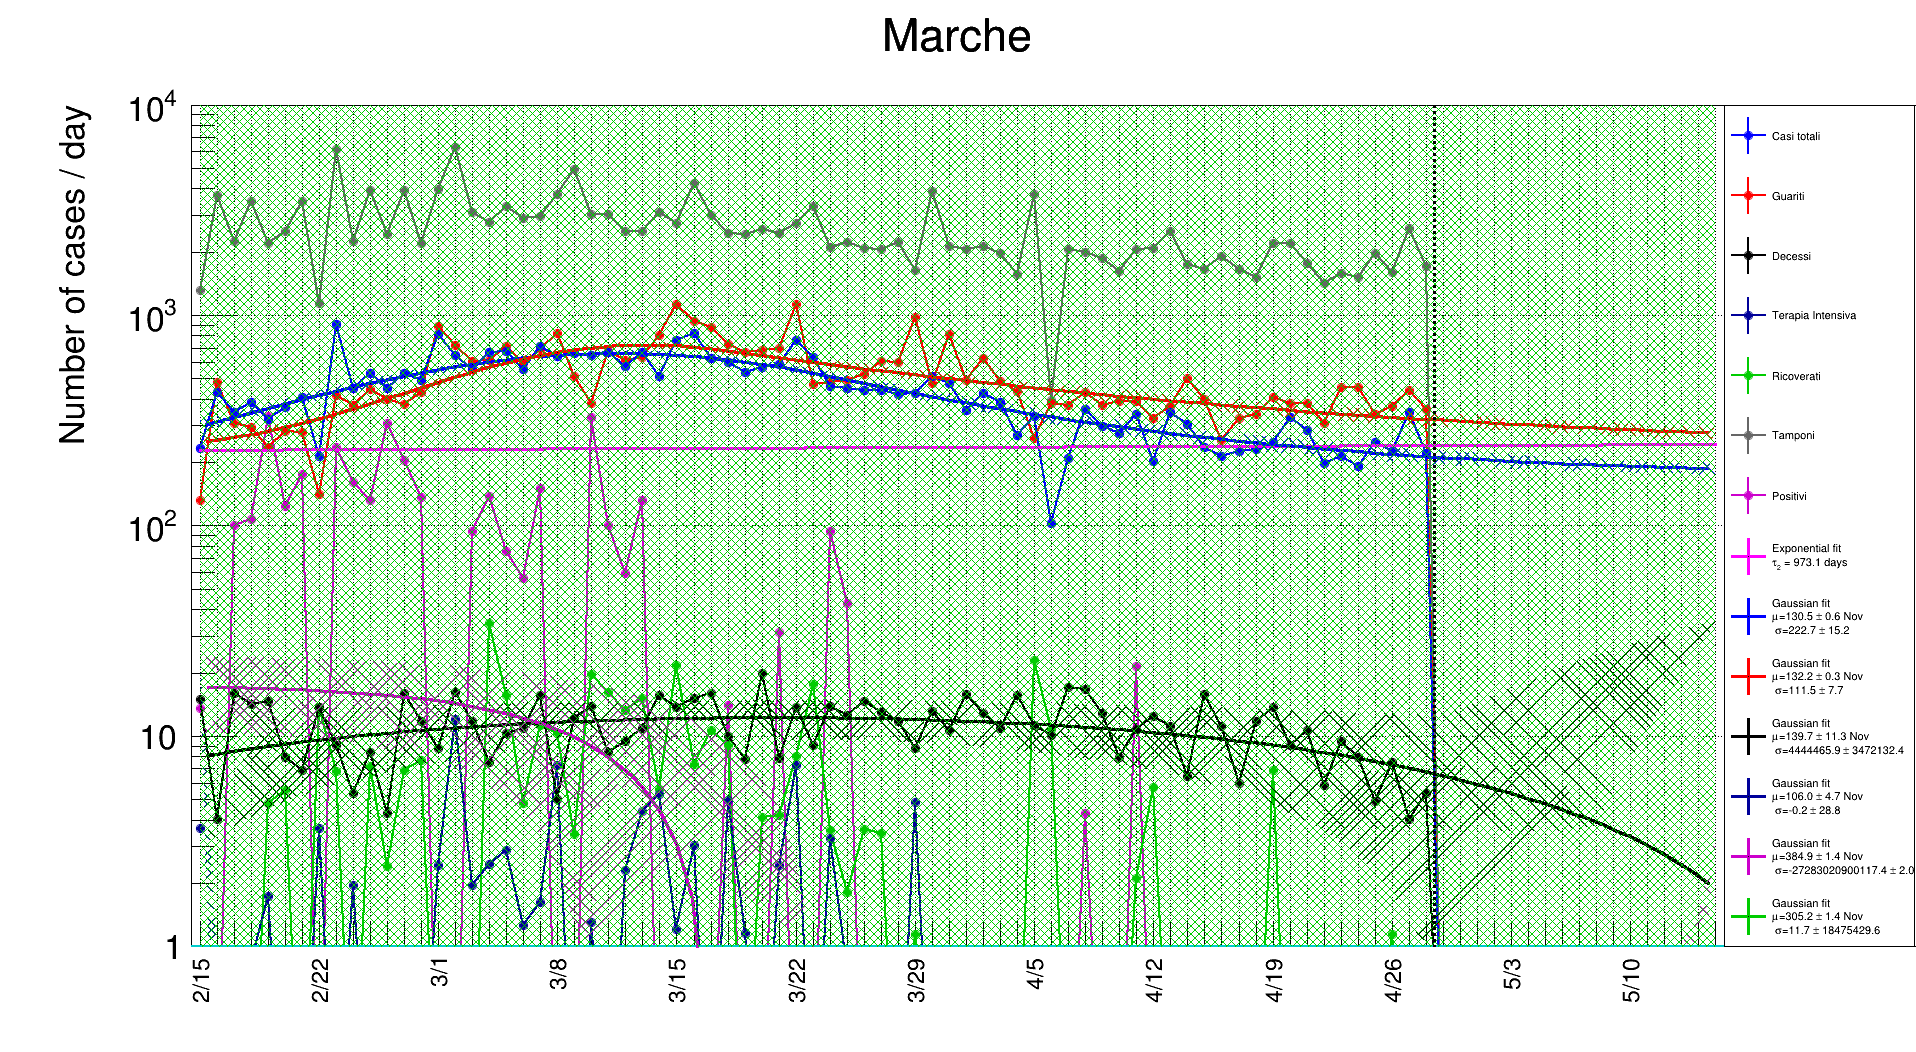 Marche
Number of cases / day
10^4
10^3
10^2
10
1
2/15
2/22
3/1
3/8
3/15
3/22
3/29
4/5
4/12
4/19
4/26
5/3
5/10
Casi totali
Guariti
Decessi
Terapia Intensiva
Ricoverati
Tamponi
Positivi
Exponential fit
τ_2 = 973.1 days
Gaussian fit
μ=130.5 ± 0.6 Nov
σ=222.7 ± 15.2
Gaussian fit
μ=132.2 ± 0.3 Nov
σ=111.5 ± 7.7
Gaussian fit
μ=139.7 ± 11.3 Nov
σ=4444465.9 ± 3472132.4
Gaussian fit
μ=106.0 ± 4.7 Nov
σ=-0.2 ± 28.8
Gaussian fit
μ=384.9 ± 1.4 Nov
σ=-27283020900117.4 ± 2.0
Gaussian fit
μ=305.2 ± 1.4 Nov
σ=11.7 ± 18475429.6